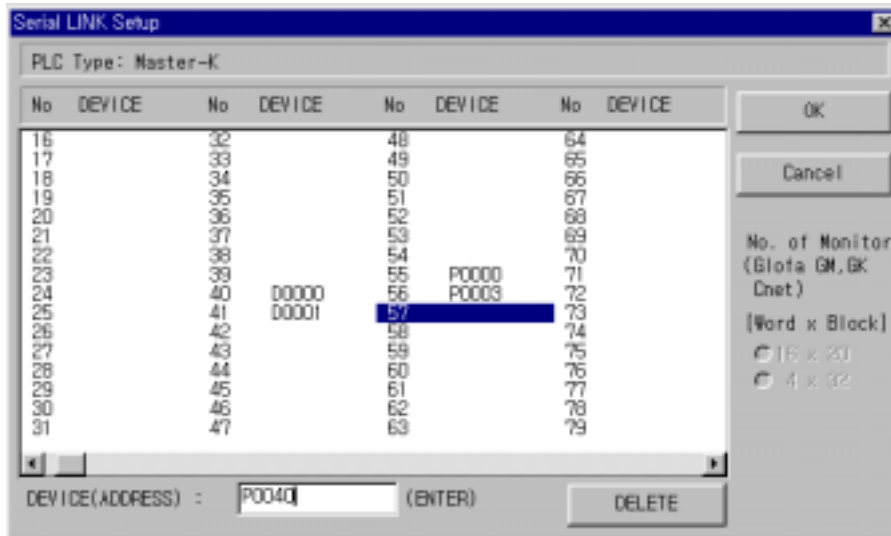 Serial LINK Setup
PLC Type: Master-K
No DEVICE No DEVICE No DEVICE No DEVICE
16 32 48 64
17 33 49 65
18 34 50 66
19 35 51 67
20 36 52 68
21 37 53 69
22 38 54 70
23 39 55 P0000 71
24 40 D0000 56 P0003 72
25 41 D0001 57 73
26 42 58 74
27 43 59 75
28 44 60 76
29 45 61 77
30 46 62 78
31 47 63 79
OK
Cancel
No. of Monitor
(Glofa GM,GK
Cnet)
[Word x Block]
16 x 20
4 x 32
DEVICE(ADDRESS) : P0040 (ENTER) DELETE